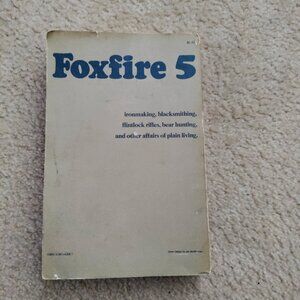 Foxfire 5
ironmaking, blacksmithing,
flintlock rifles, bear hunting,
and other affairs of plain living.